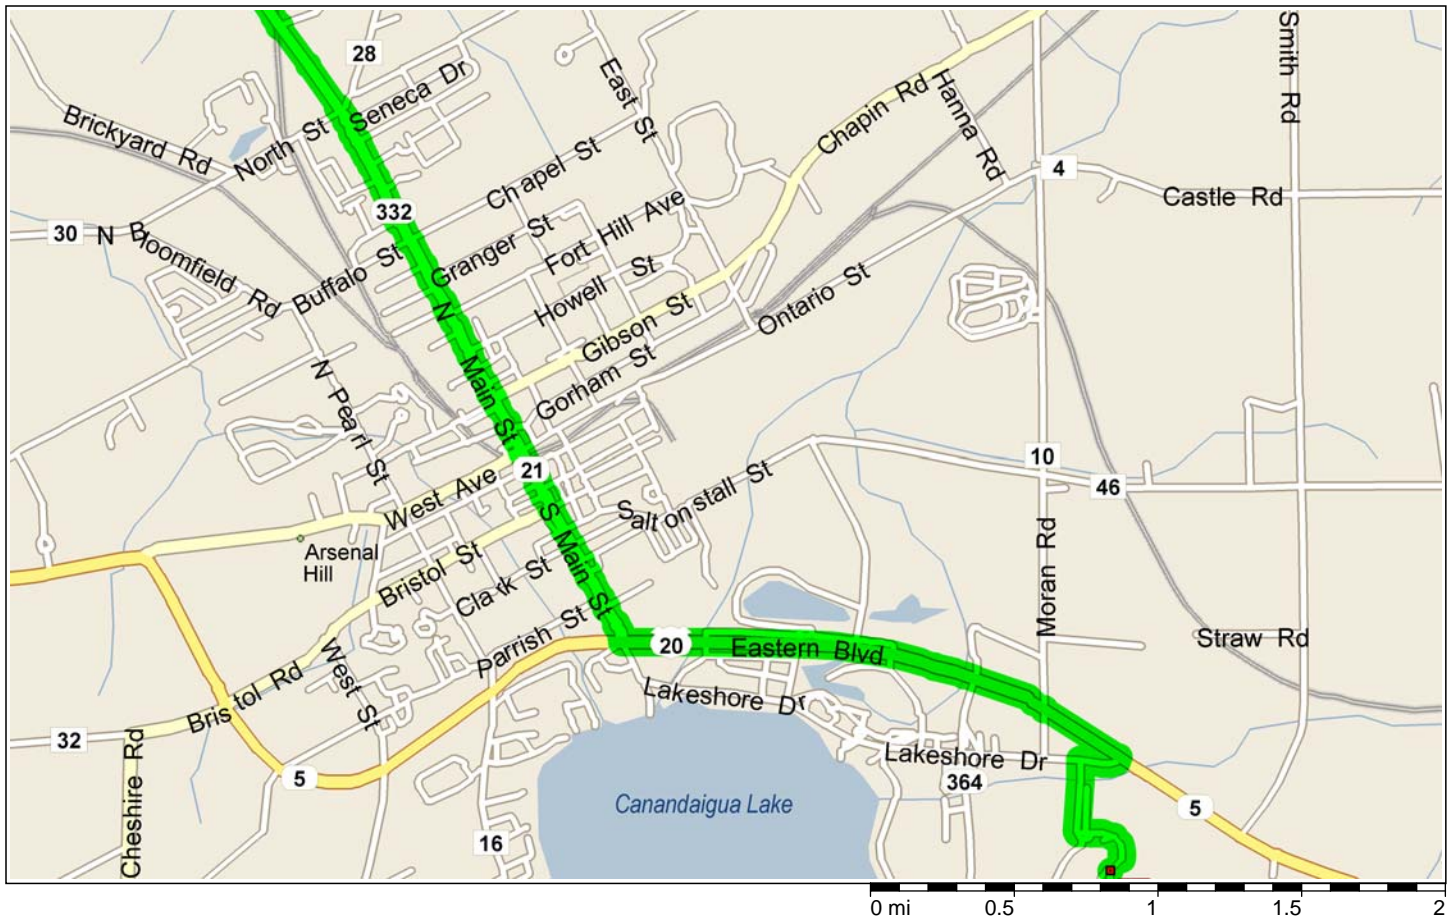 28
Smith Rd
East St
Seneca Dr
Brickyard Rd
North St
Chapin Rd
Hanna Rd
4
Castle Rd
Chapel St
332
30
N Bloomfield Rd
Buffalo St
Granger St
Fort Hill Ave
Howell St
Ontario St
N Main St
Gibson St
N Pearl St
Gorham St
21
West Ave
10
46
Saltonstall St
S Main St
Moran Rd
Arsenal
Hill
Bristol St
Clark St
Parrish St
20
Eastern Blvd
Straw Rd
West St
Bristol Rd
Lakeshore Dr
32
Cheshire Rd
5
Lakeshore Dr
364
Canandaigua Lake
5
16
0 mi 0.5 1 1.5 2